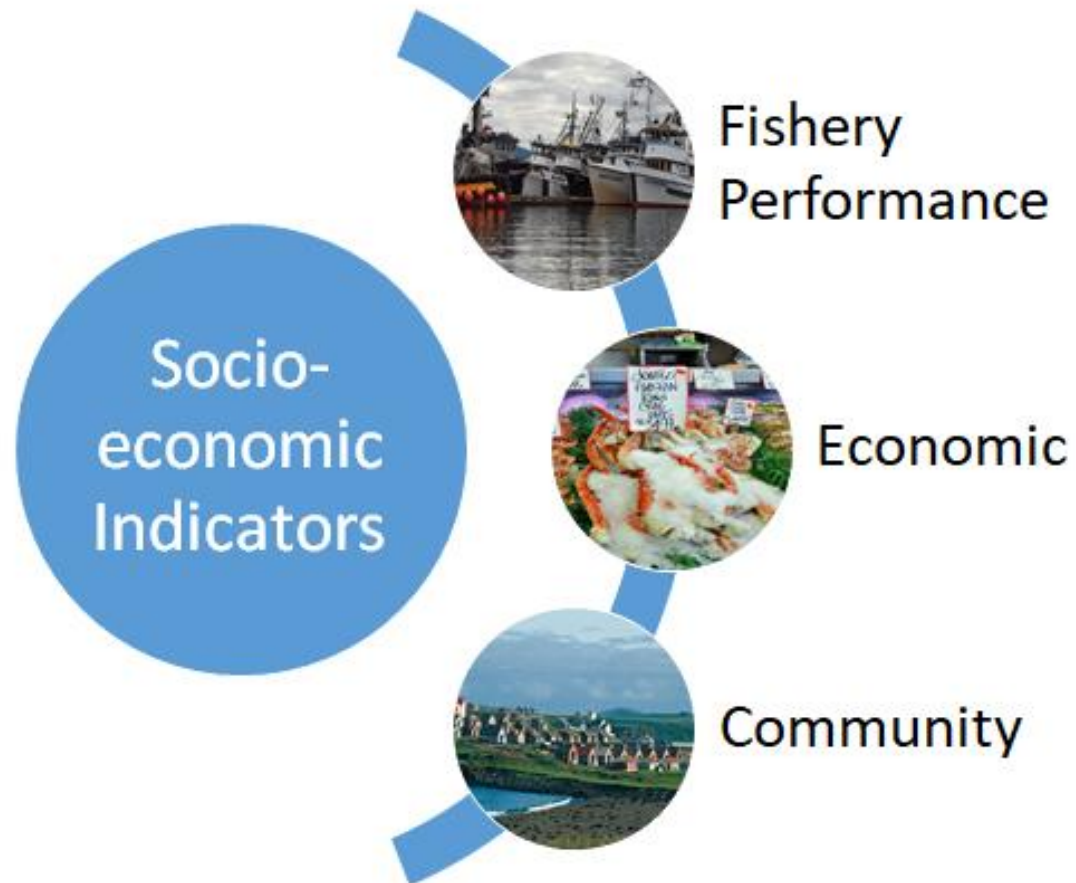 Socio-
economic
Indicators
Fishery
Performance
Economic
Community